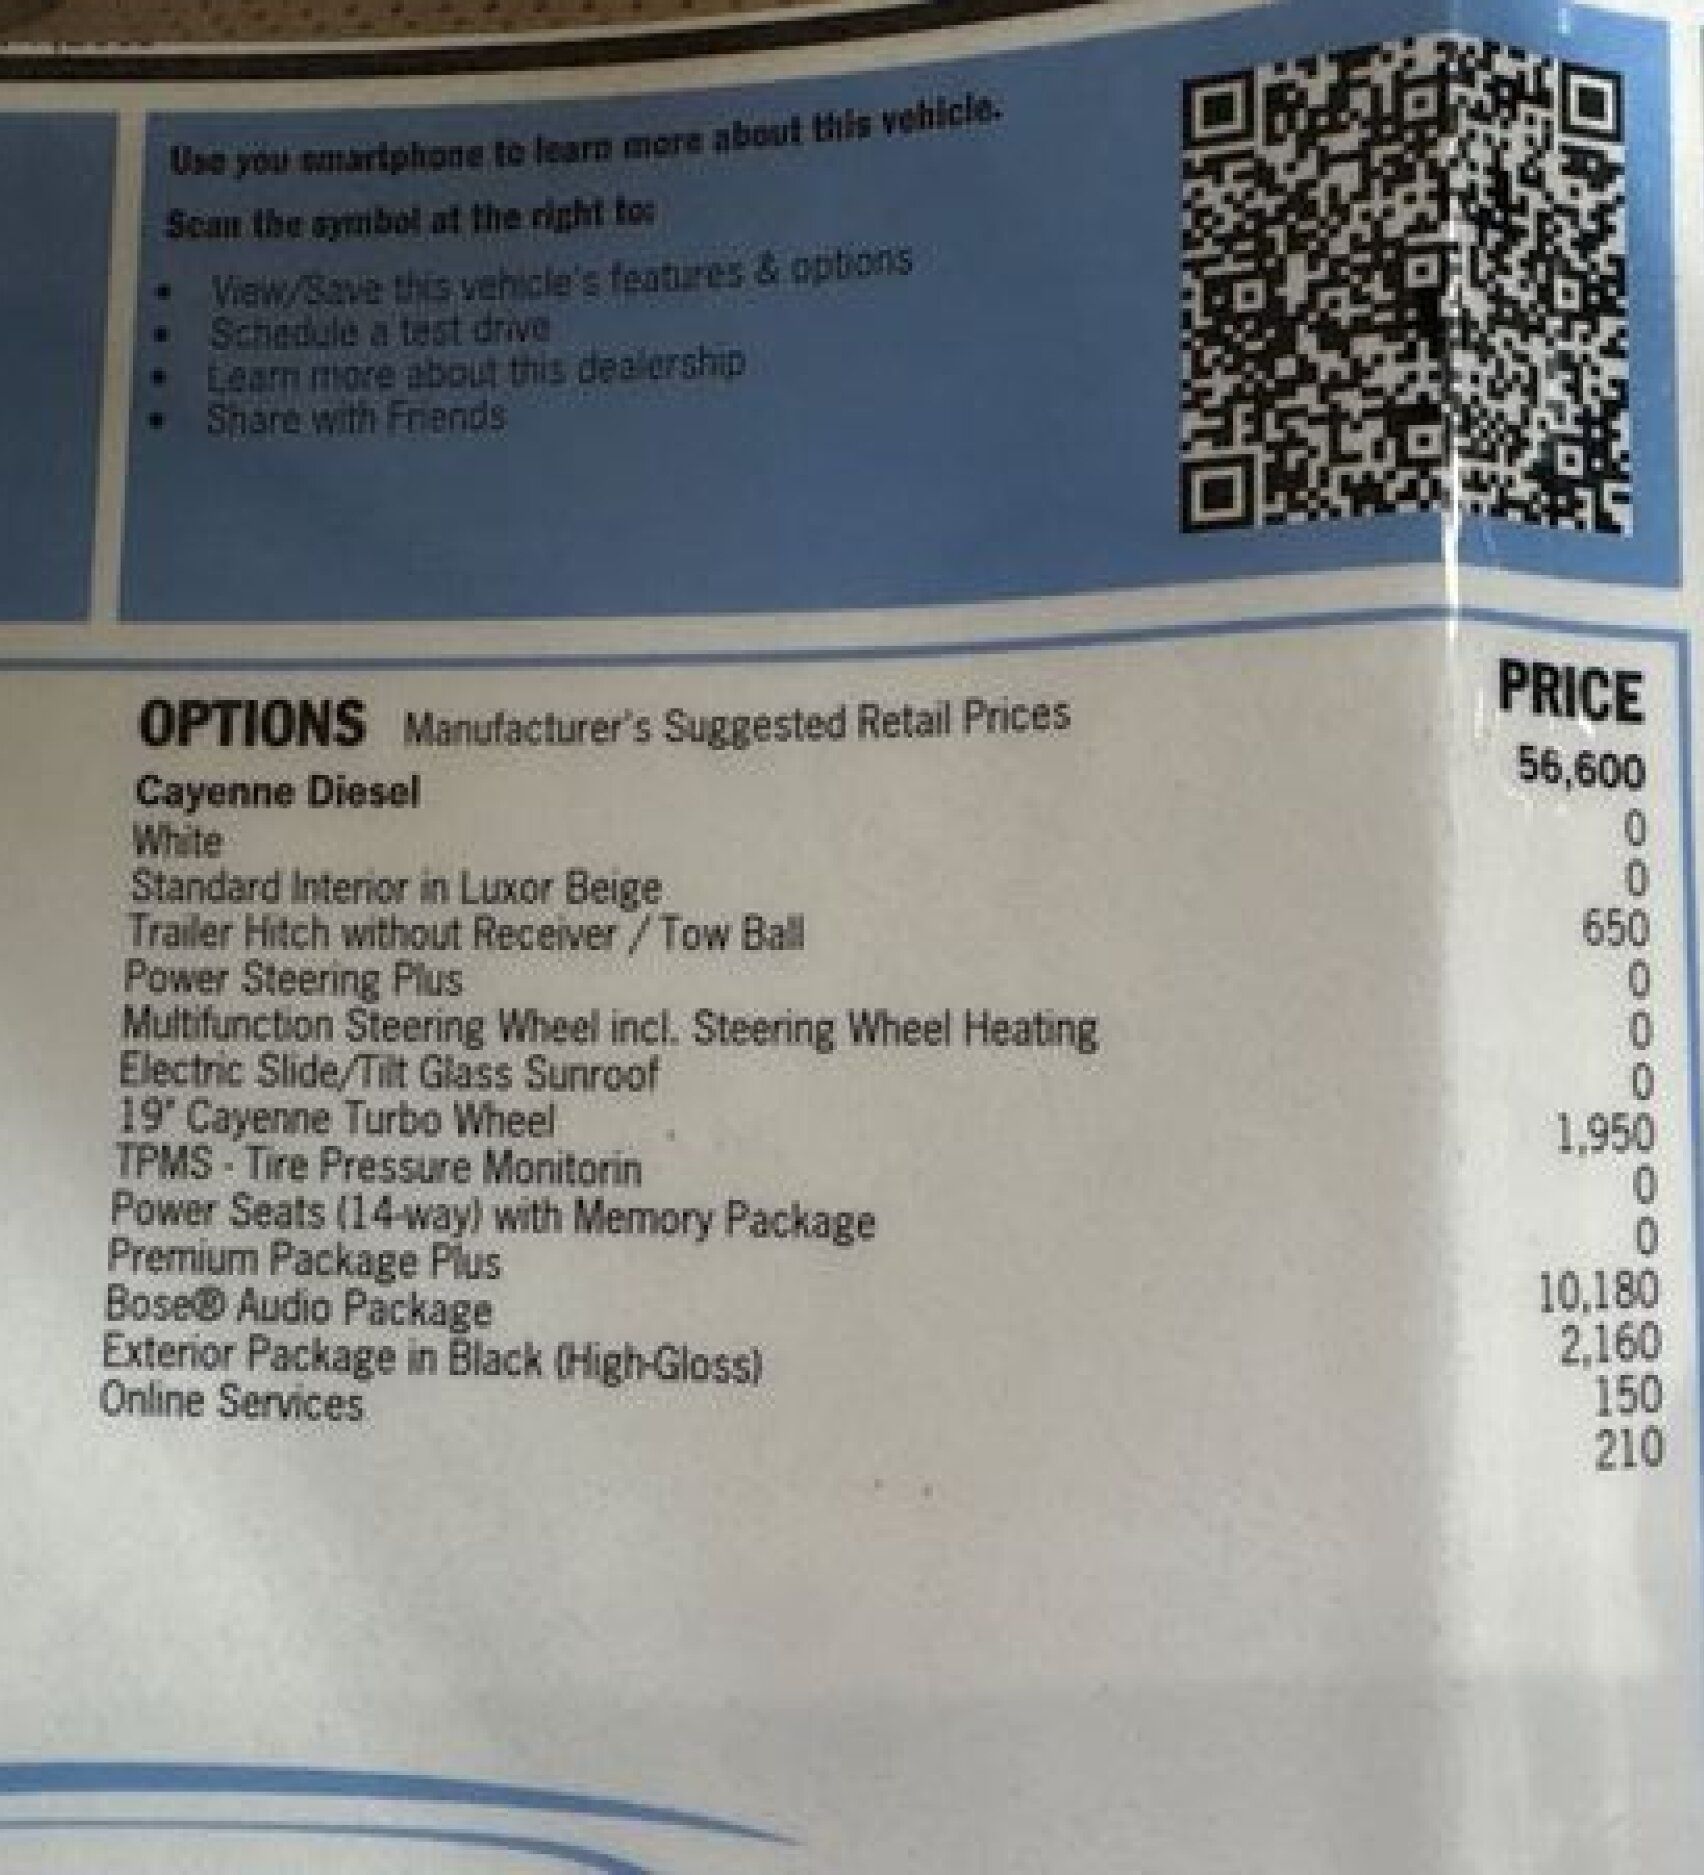 Use you smartphone to learn more about this vehicle.
Scan the symbol at the right to:
• View/Save this vehicle's features & options
• Schedule a test drive
• Learn more about this dealership
• Share with Friends
OPTIONS Manufacturer's Suggested Retail Prices PRICE
Cayenne Diesel 56,600
White 0
Standard Interior in Luxor Beige 0
Trailer Hitch without Receiver / Tow Ball 650
Power Steering Plus 0
Multifunction Steering Wheel incl. Steering Wheel Heating 0
Electric Slide/Tilt Glass Sunroof 0
19" Cayenne Turbo Wheel 1,950
TPMS - Tire Pressure Monitorin 0
Power Seats (14-way) with Memory Package 0
Premium Package Plus 10,180
Bose® Audio Package 2,160
Exterior Package in Black (High-Gloss) 150
Online Services 210